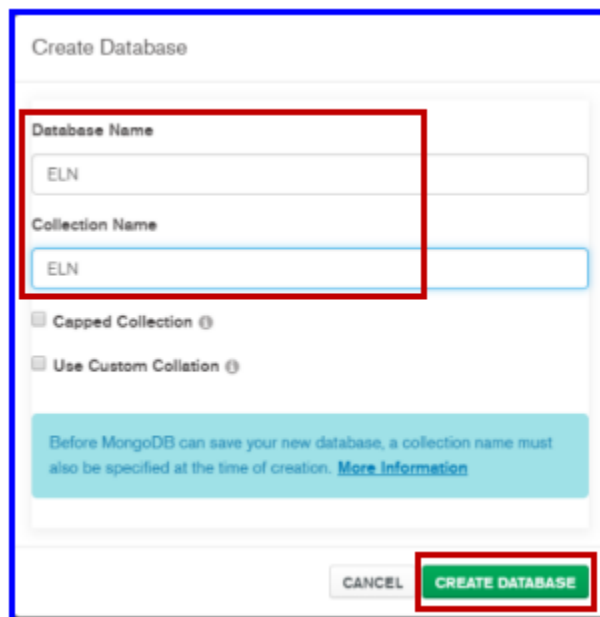 Create Database
Database Name
ELN
Collection Name
ELN
Capped Collection
Use Custom Collation
Before MongoDB can save your new database, a collection name must
also be specified at the time of creation. More Information
CANCEL CREATE DATABASE